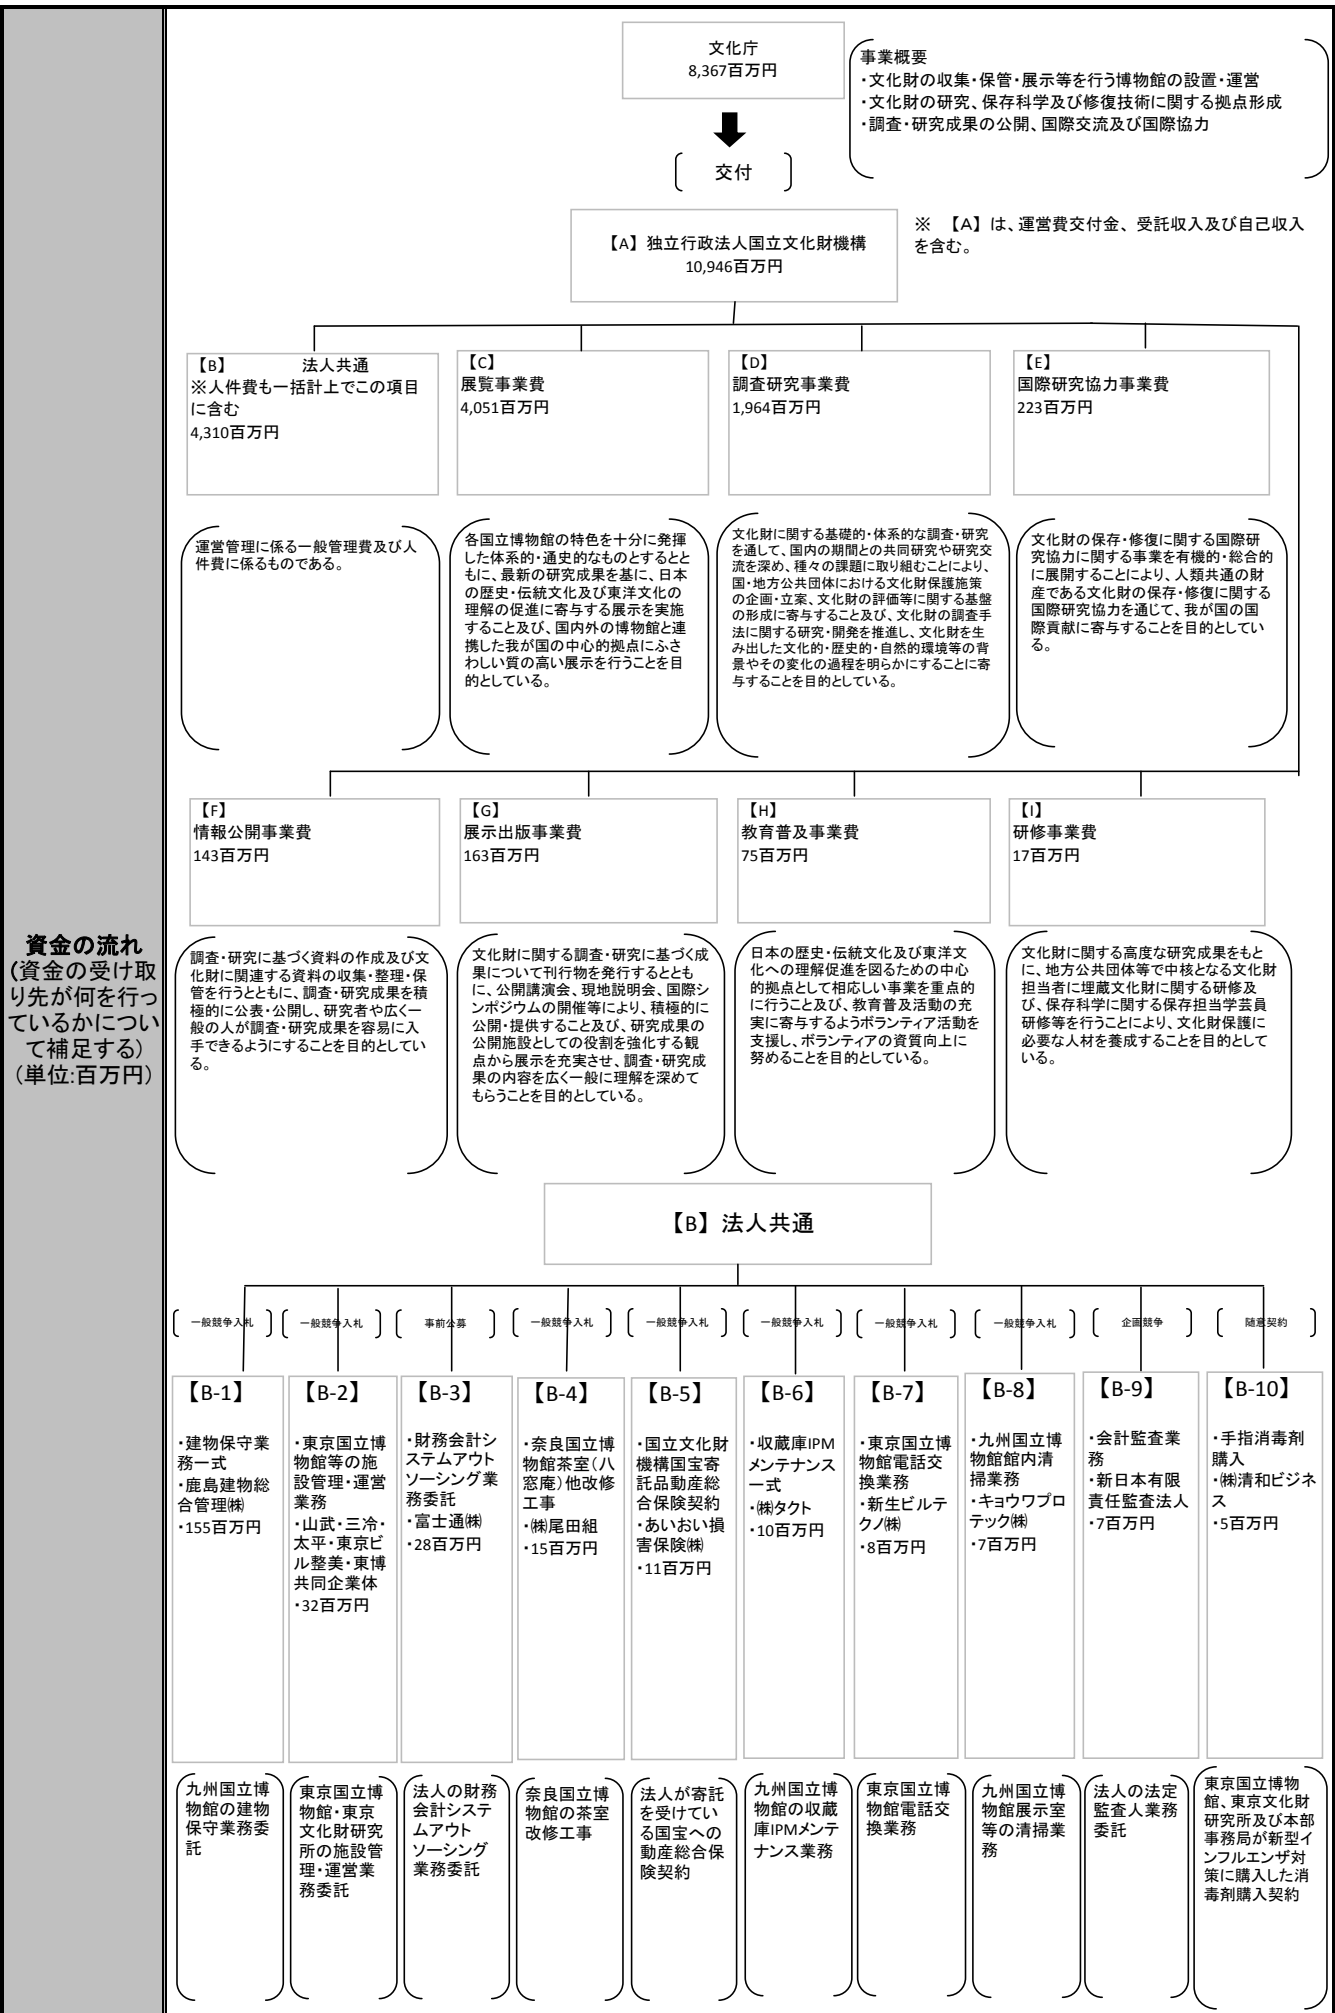 資金の流れ
(資金の受け取
り先が何を行っ
ているかについ
て補足する)
(単位:百万円)
文化庁
8,367百万円
事業概要
・文化財の収集・保管・展示等を行う博物館の設置・運営
・文化財の研究、保存科学及び修復技術に関する拠点形成
・調査・研究成果の公開、国際交流及び国際協力
交付
【A】独立行政法人国立文化財機構
10,946百万円
※ 【A】は、運営費交付金、受託収入及び自己収入
を含む。
【B】 法人共通
※人件費も一括計上でこの項目
に含む
4,310百万円
【C】
展覧事業費
4,051百万円
【D】
調査研究事業費
1,964百万円
【E】
国際研究協力事業費
223百万円
運営管理に係る一般管理費及び人
件費に係るものである。
各国立博物館の特色を十分に発揮
した体系的・通史的なものとするとと
もに、最新の研究成果を基に、日本
の歴史・伝統文化及び東洋文化の
理解の促進に寄与する展示を実施
すること及び、国内外の博物館と連
携した我が国の中心的拠点にふさ
わしい質の高い展示を行うことを目
的としている。
文化財に関する基礎的・体系的な調査・研究
を通して、国内の期間との共同研究や研究交
流を深め、種々の課題に取り組むことにより、
国・地方公共団体における文化財保護施策
の企画・立案、文化財の評価等に関する基盤
の形成に寄与すること及び、文化財の調査手
法に関する研究・開発を推進し、文化財を生
み出した文化的・歴史的・自然的環境等の背
景やその変化の過程を明らかにすることに寄
与することを目的としている。
文化財の保存・修復に関する国際研
究協力に関する事業を有機的・総合的
に展開することにより、人類共通の財
産である文化財の保存・修復に関する
国際研究協力を通じて、我が国の国
際貢献に寄与することを目的としてい
る。
【F】
情報公開事業費
143百万円
【G】
展示出版事業費
163百万円
【H】
教育普及事業費
75百万円
【I】
研修事業費
17百万円
調査・研究に基づく資料の作成及び文
化財に関連する資料の収集・整理・保
管を行うとともに、調査・研究成果を積
極的に公表・公開し、研究者や広く一
般の人が調査・研究成果を容易に入
手できるようにすることを目的としてい
る。
文化財に関する調査・研究に基づく成
果について刊行物を発行するととも
に、公開講演会、現地説明会、国際シ
ンポジウムの開催等により、積極的に
公開・提供すること及び、研究成果の
公開施設としての役割を強化する観
点から展示を充実させ、調査・研究成
果の内容を広く一般に理解を深めて
もらうことを目的としている。
日本の歴史・伝統文化及び東洋文
化への理解促進を図るための中心
的拠点として相応しい事業を重点的
に行うこと及び、教育普及活動の充
実に寄与するようボランティア活動を
支援し、ボランティアの資質向上に
努めることを目的としている。
文化財に関する高度な研究成果をもと
に、地方公共団体等で中核となる文化財
担当者に埋蔵文化財に関する研修及
び、保存科学に関する保存担当学芸員
研修等を行うことにより、文化財保護に
必要な人材を養成することを目的として
いる。
【B】法人共通
一般競争入札
一般競争入札
事前公募
一般競争入札
一般競争入札
一般競争入札
一般競争入札
一般競争入札
企画競争
随意契約
【B-1】
・建物保守業
務一式
・鹿島建物総
合管理㈱
・155百万円
【B-2】
・東京国立博
物館等の施
設管理・運営
業務
・山武・三冷・
太平・東京ビ
ル整美・東博
共同企業体
・32百万円
【B-3】
・財務会計シ
ステムアウト
ソーシング業
務委託
・富士通㈱
・28百万円
【B-4】
・奈良国立博
物館茶室(八
窓庵)他改修
工事
・㈱尾田組
・15百万円
【B-5】
・国立文化財
機構国宝寄
託品動産総
合保険契約
・あいおい損
害保険㈱
・11百万円
【B-6】
・収蔵庫IPM
メンテナンス
一式
・㈱タクト
・10百万円
【B-7】
・東京国立博
物館電話交
換業務
・新生ビルテ
クノ㈱
・8百万円
【B-8】
・九州国立博
物館館内清
掃業務
・キョウワプロ
テック㈱
・7百万円
【B-9】
・会計監査業
務
・新日本有限
責任監査法人
・7百万円
【B-10】
・手指消毒剤
購入
・㈱清和ビジネ
ス
・5百万円
九州国立博
物館の建物
保守業務委
託
東京国立博
物館・東京
文化財研究
所の施設管
理・運営業
務委託
法人の財務
会計システ
ムアウト
ソーシング
業務委託
奈良国立博
物館の茶室
改修工事
法人が寄託
を受けてい
る国宝への
動産総合保
険契約
九州国立博
物館の収蔵
庫IPMメンテ
ナンス業務
東京国立博
物館電話交
換業務
九州国立博
物館展示室
等の清掃業
務
法人の法定
監査人業務
委託
東京国立博物
館、東京文化財
研究所及び本部
事務局が新型イ
ンフルエンザ対
策に購入した消
毒剤購入契約